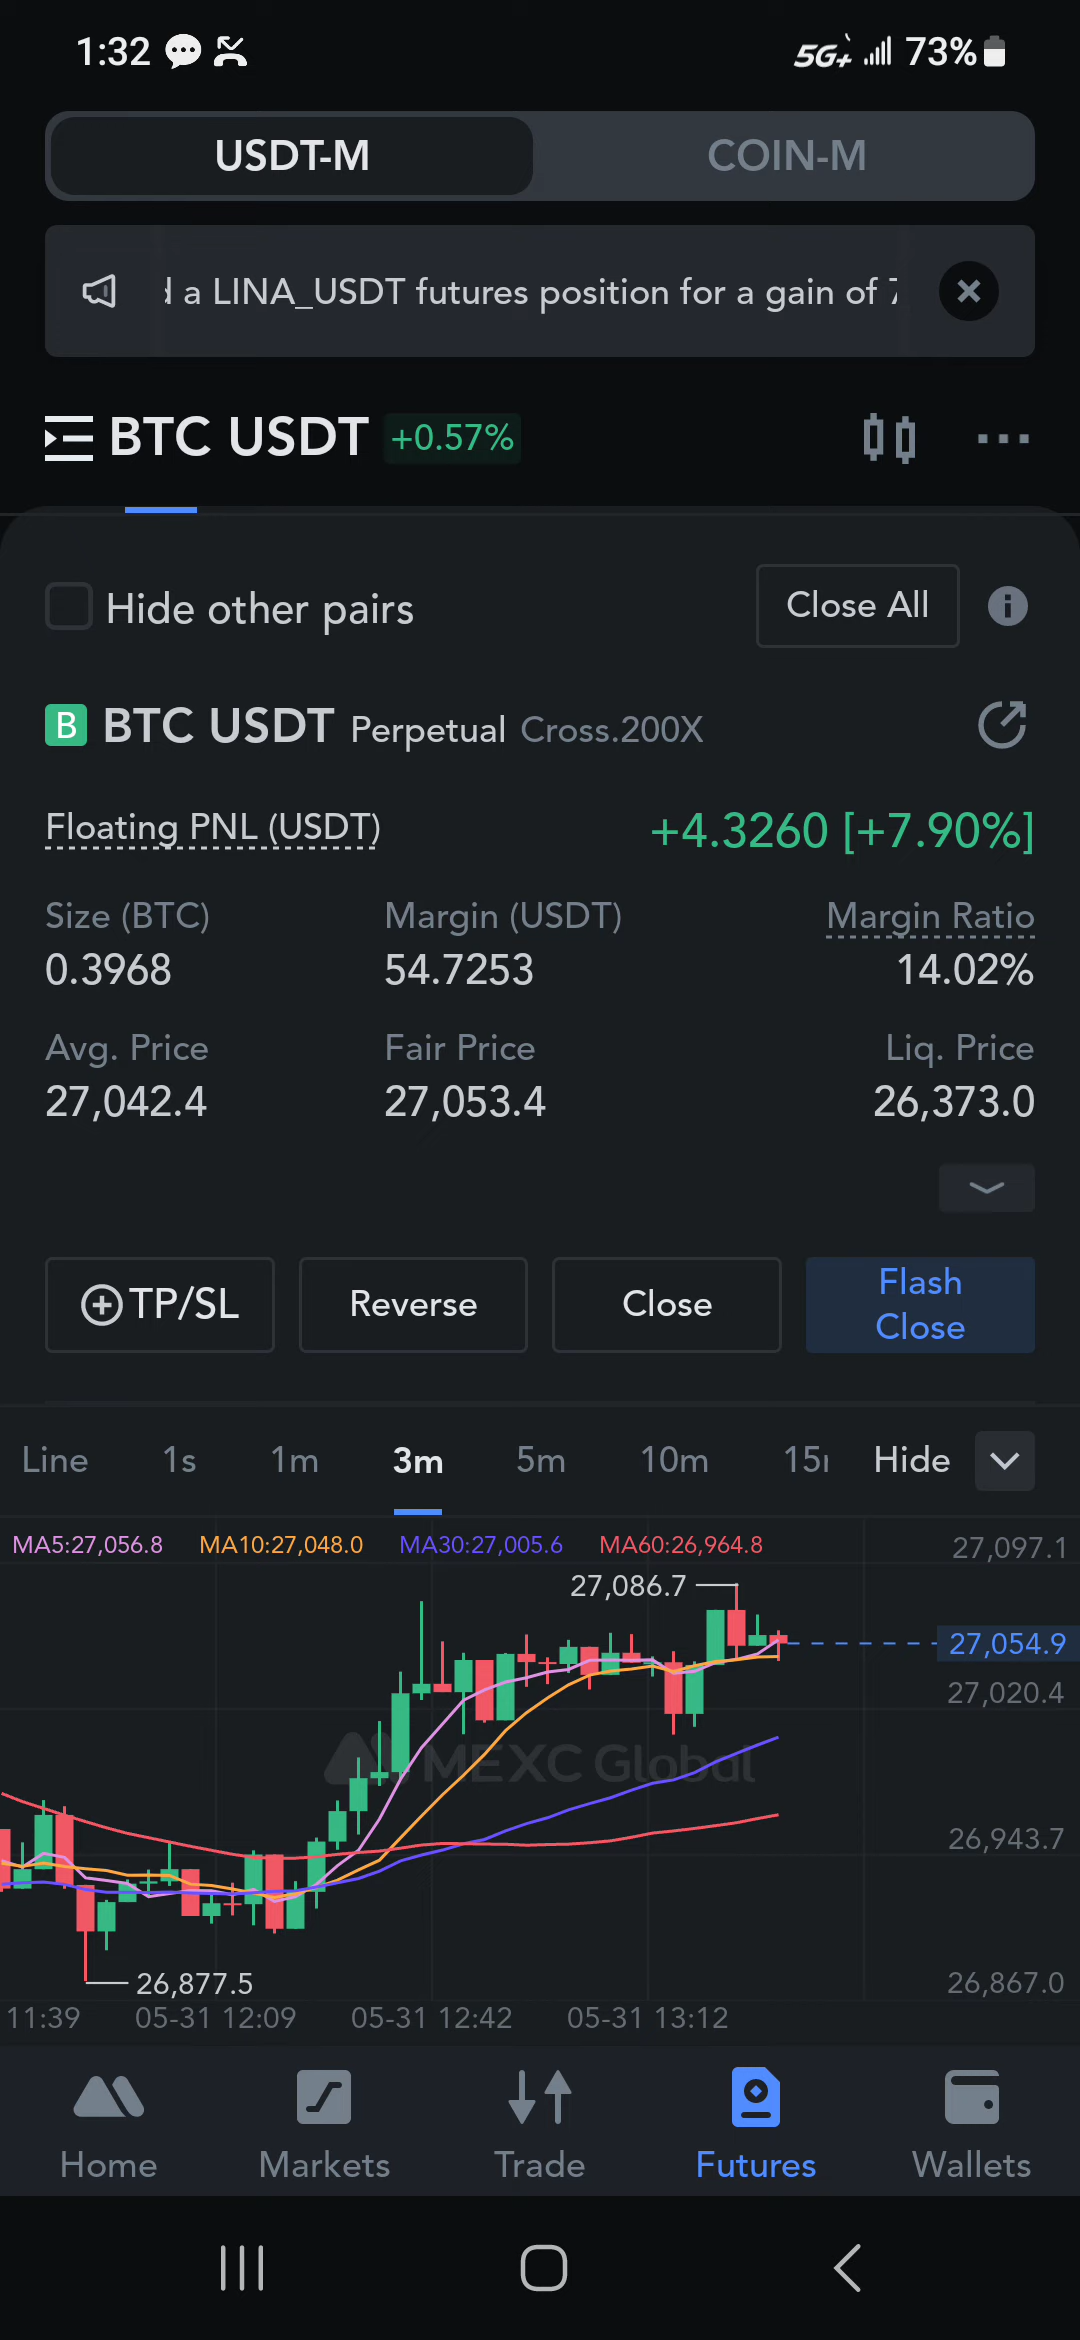 1:32 5G+ 73%
USDT-M COIN-M
a LINA_USDT futures position for a gain of 7
BTC USDT +0.57%
Hide other pairs Close All
B BTC USDT Perpetual Cross.200X
Floating PNL (USDT) +4.3260 [+7.90%]
Size (BTC) Margin (USDT) Margin Ratio
0.3968 54.7253 14.02%
Avg. Price Fair Price Liq. Price
27,042.4 27,053.4 26,373.0
TP/SL Reverse Close Flash
Close
Line 1s 1m 3m 5m 10m 15 Hide
MA5:27,056.8 MA10:27,048.0 MA30:27,005.6 MA60:26,964.8 27,097.1
27,086.7
27,054.9
27,020.4
MEXC Global
26,943.7
26,877.5 26,867.0
11:39 05-31 12:09 05-31 12:42 05-31 13:12
Home Markets Trade Futures Wallets